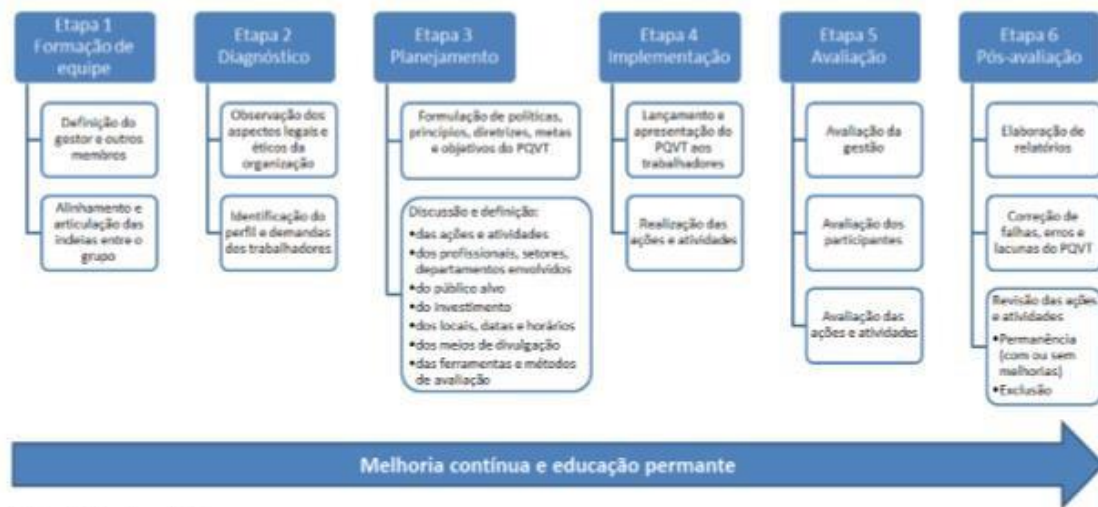 Etapa 1
Formação de
equipe
Definição do
gestor e outros
membros
Alinhamento e
articulação das
indeias entre o
grupo
Etapa 2
Diagnóstico
Observação dos
aspectos legais e
éticos da
organização
Identificação do
perfil e demandas
dos trabalhadores
Etapa 3
Planejamento
Formulação de políticas,
princípios, diretrizes, metas
e objetivos do PQVT
Discussão e definição:
•das ações e atividades
•dos profissionais, setores,
departamentos envolvidos
•do público alvo
•do investimento
•dos locais, datas e horários
•dos meios de divulgação
•das ferramentas e métodos
de avaliação
Etapa 4
Implementação
Lançamento e
apresentação do
PQVT aos
trabalhadores
Realização das
ações e atividades
Etapa 5
Avaliação
Avaliação da
gestão
Avaliação dos
participantes
Avaliação das
ações e atividades
Etapa 6
Pós-avaliação
Elaboração de
relatórios
Correção de
falhas, erros e
lacunas do PQVT
Revisão das ações
e atividades
•Permanência
(com ou sem
melhorias)
•Exclusão
Melhoria contínua e educação permante